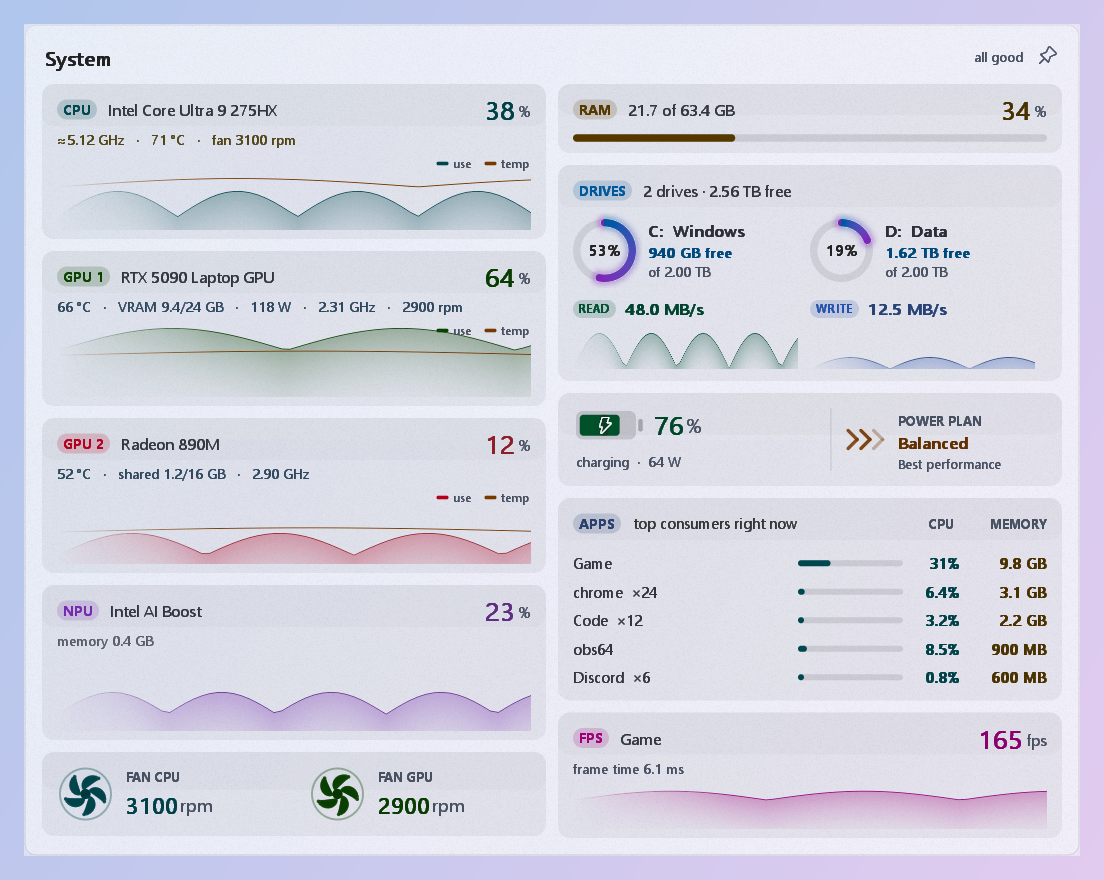 System
all good
CPU Intel Core Ultra 9 275HX 38 %
≈5.12 GHz · 71 °C · fan 3100 rpm
use temp
GPU 1 RTX 5090 Laptop GPU 64 %
66 °C · VRAM 9.4/24 GB · 118 W · 2.31 GHz · 2900 rpm
use temp
GPU 2 Radeon 890M 12 %
52 °C · shared 1.2/16 GB · 2.90 GHz
use temp
NPU Intel AI Boost 23 %
memory 0.4 GB
FAN CPU
3100 rpm
FAN GPU
2900 rpm
RAM 21.7 of 63.4 GB 34 %
DRIVES 2 drives · 2.56 TB free
53%
C: Windows
940 GB free
of 2.00 TB
19%
D: Data
1.62 TB free
of 2.00 TB
READ 48.0 MB/s
WRITE 12.5 MB/s
76 %
charging · 64 W
POWER PLAN
Balanced
Best performance
APPS top consumers right now CPU MEMORY
Game 31% 9.8 GB
chrome ×24 6.4% 3.1 GB
Code ×12 3.2% 2.2 GB
obs64 8.5% 900 MB
Discord ×6 0.8% 600 MB
FPS Game 165 fps
frame time 6.1 ms